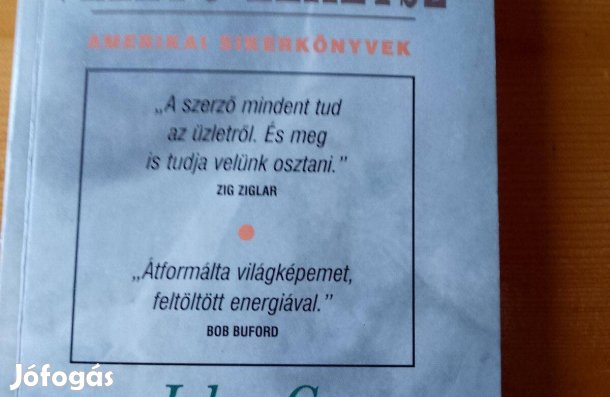 AMERIKAI SIKERKÖNYVEK
„A szerző mindent tud
az üzletről. És meg
is tudja velünk osztani.”
ZIG ZIGLAR
„Átformálta világképemet,
feltöltött energiával.”
BOB BUFORD
Jófogás